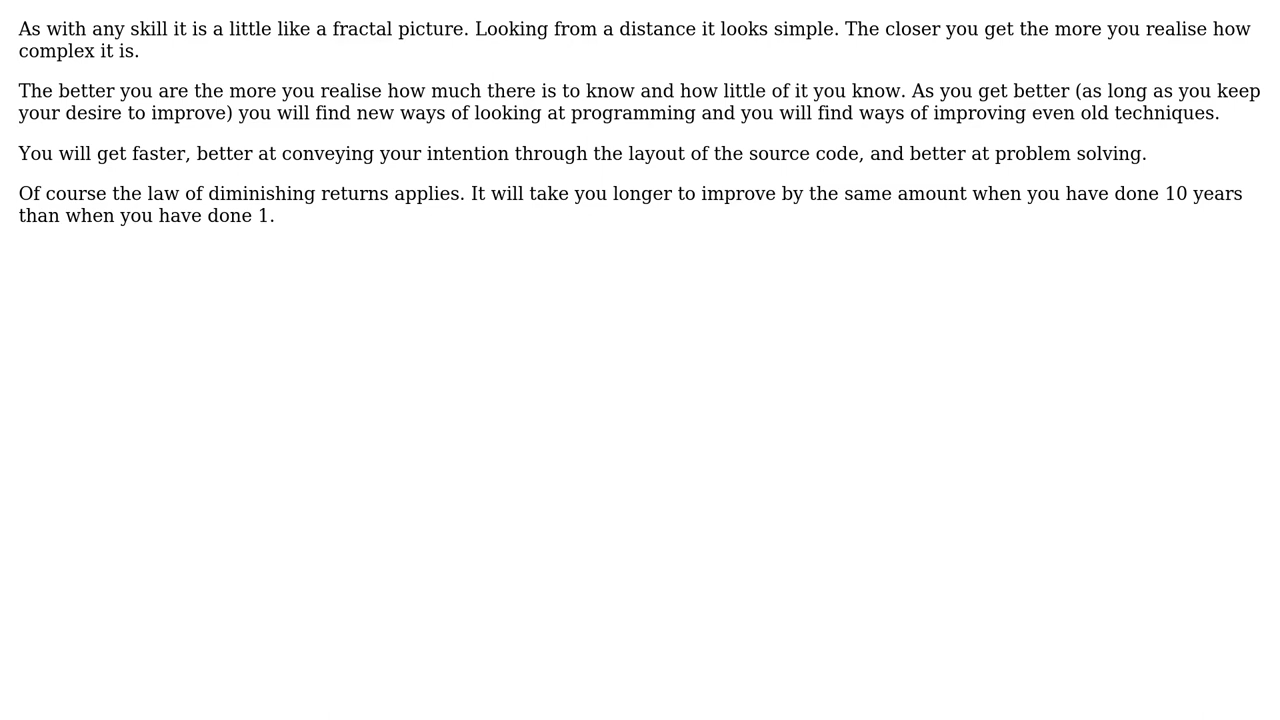 As with any skill it is a little like a fractal picture. Looking from a distance it looks simple. The closer you get the more you realise how
complex it is.
The better you are the more you realise how much there is to know and how little of it you know. As you get better (as long as you keep
your desire to improve) you will find new ways of looking at programming and you will find ways of improving even old techniques.
You will get faster, better at conveying your intention through the layout of the source code, and better at problem solving.
Of course the law of diminishing returns applies. It will take you longer to improve by the same amount when you have done 10 years
than when you have done 1.